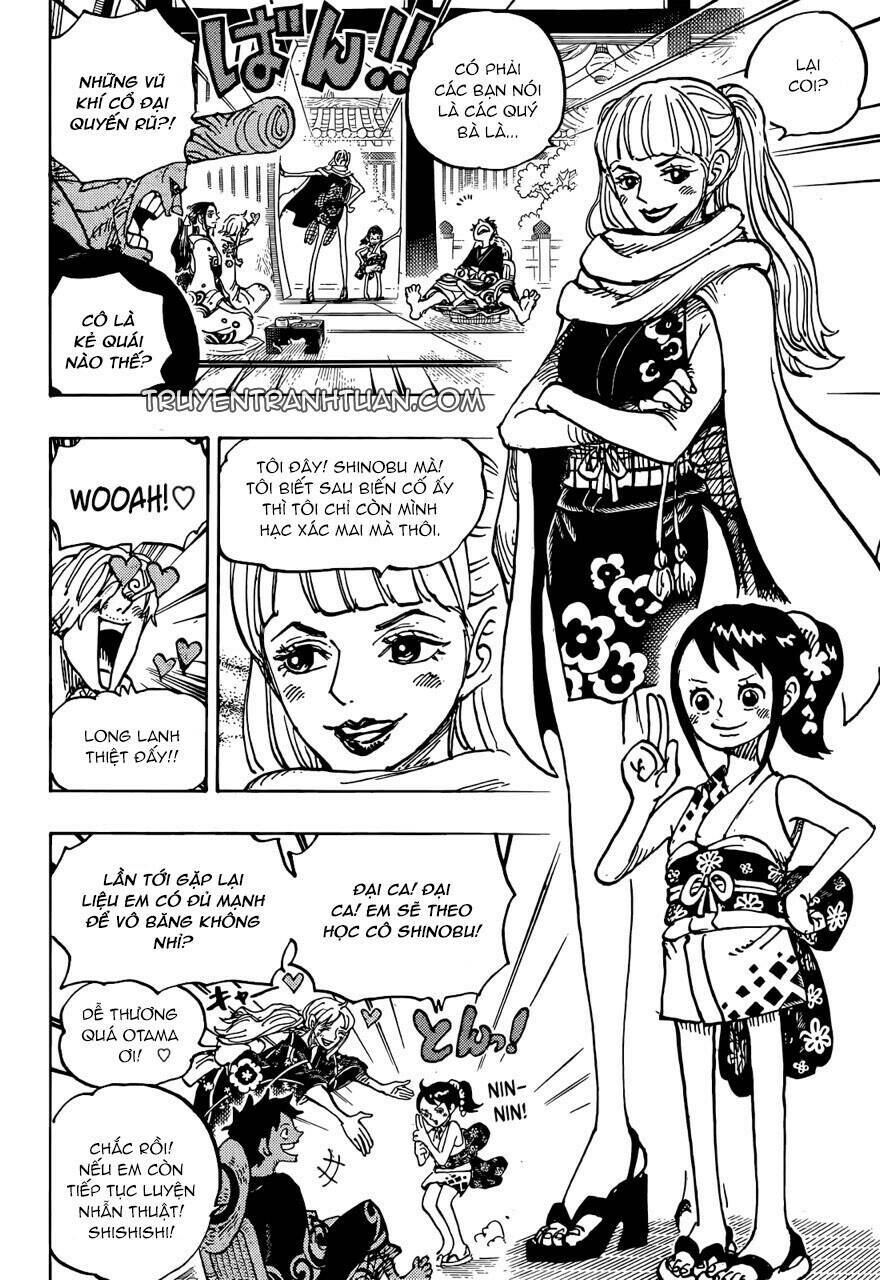 ばん!!
LẠI
COI?
CÓ PHẢI
CÁC BẠN NÓI
LÀ CÁC QUÝ
BÀ LÀ...
NHỮNG VŨ
KHÍ CỔ ĐẠI
QUYẾN RŨ?!
CÔ LÀ
KẺ QUÁI
NÀO THẾ?
TRUYENTRANHTUAN.COM
TÔI ĐÂY! SHINOBU MÀ!
TÔI BIẾT SAU BIẾN CỐ ẤY
THÌ TÔI CHỈ CÒN MÌNH
HẠC XÁC MAI MÀ THÔI.
WOOAH!♡
LONG LANH
THIỆT ĐẤY!!
ĐẠI CA! ĐẠI
CA! EM SẼ THEO
HỌC CÔ SHINOBU!
LẦN TỚI GẶP LẠI
LIỆU EM CÓ ĐỦ MẠNH
ĐỂ VÔ BĂNG KHÔNG
NHỈ?
キャー
DỄ THƯƠNG
QUÁ OTAMA
ƠI! ♡
どんっ!
NIN-
NIN!
CHẮC RỒI!
NẾU EM CÒN
TIẾP TỤC LUYỆN
NHẪN THUẬT!
SHISHISHI!